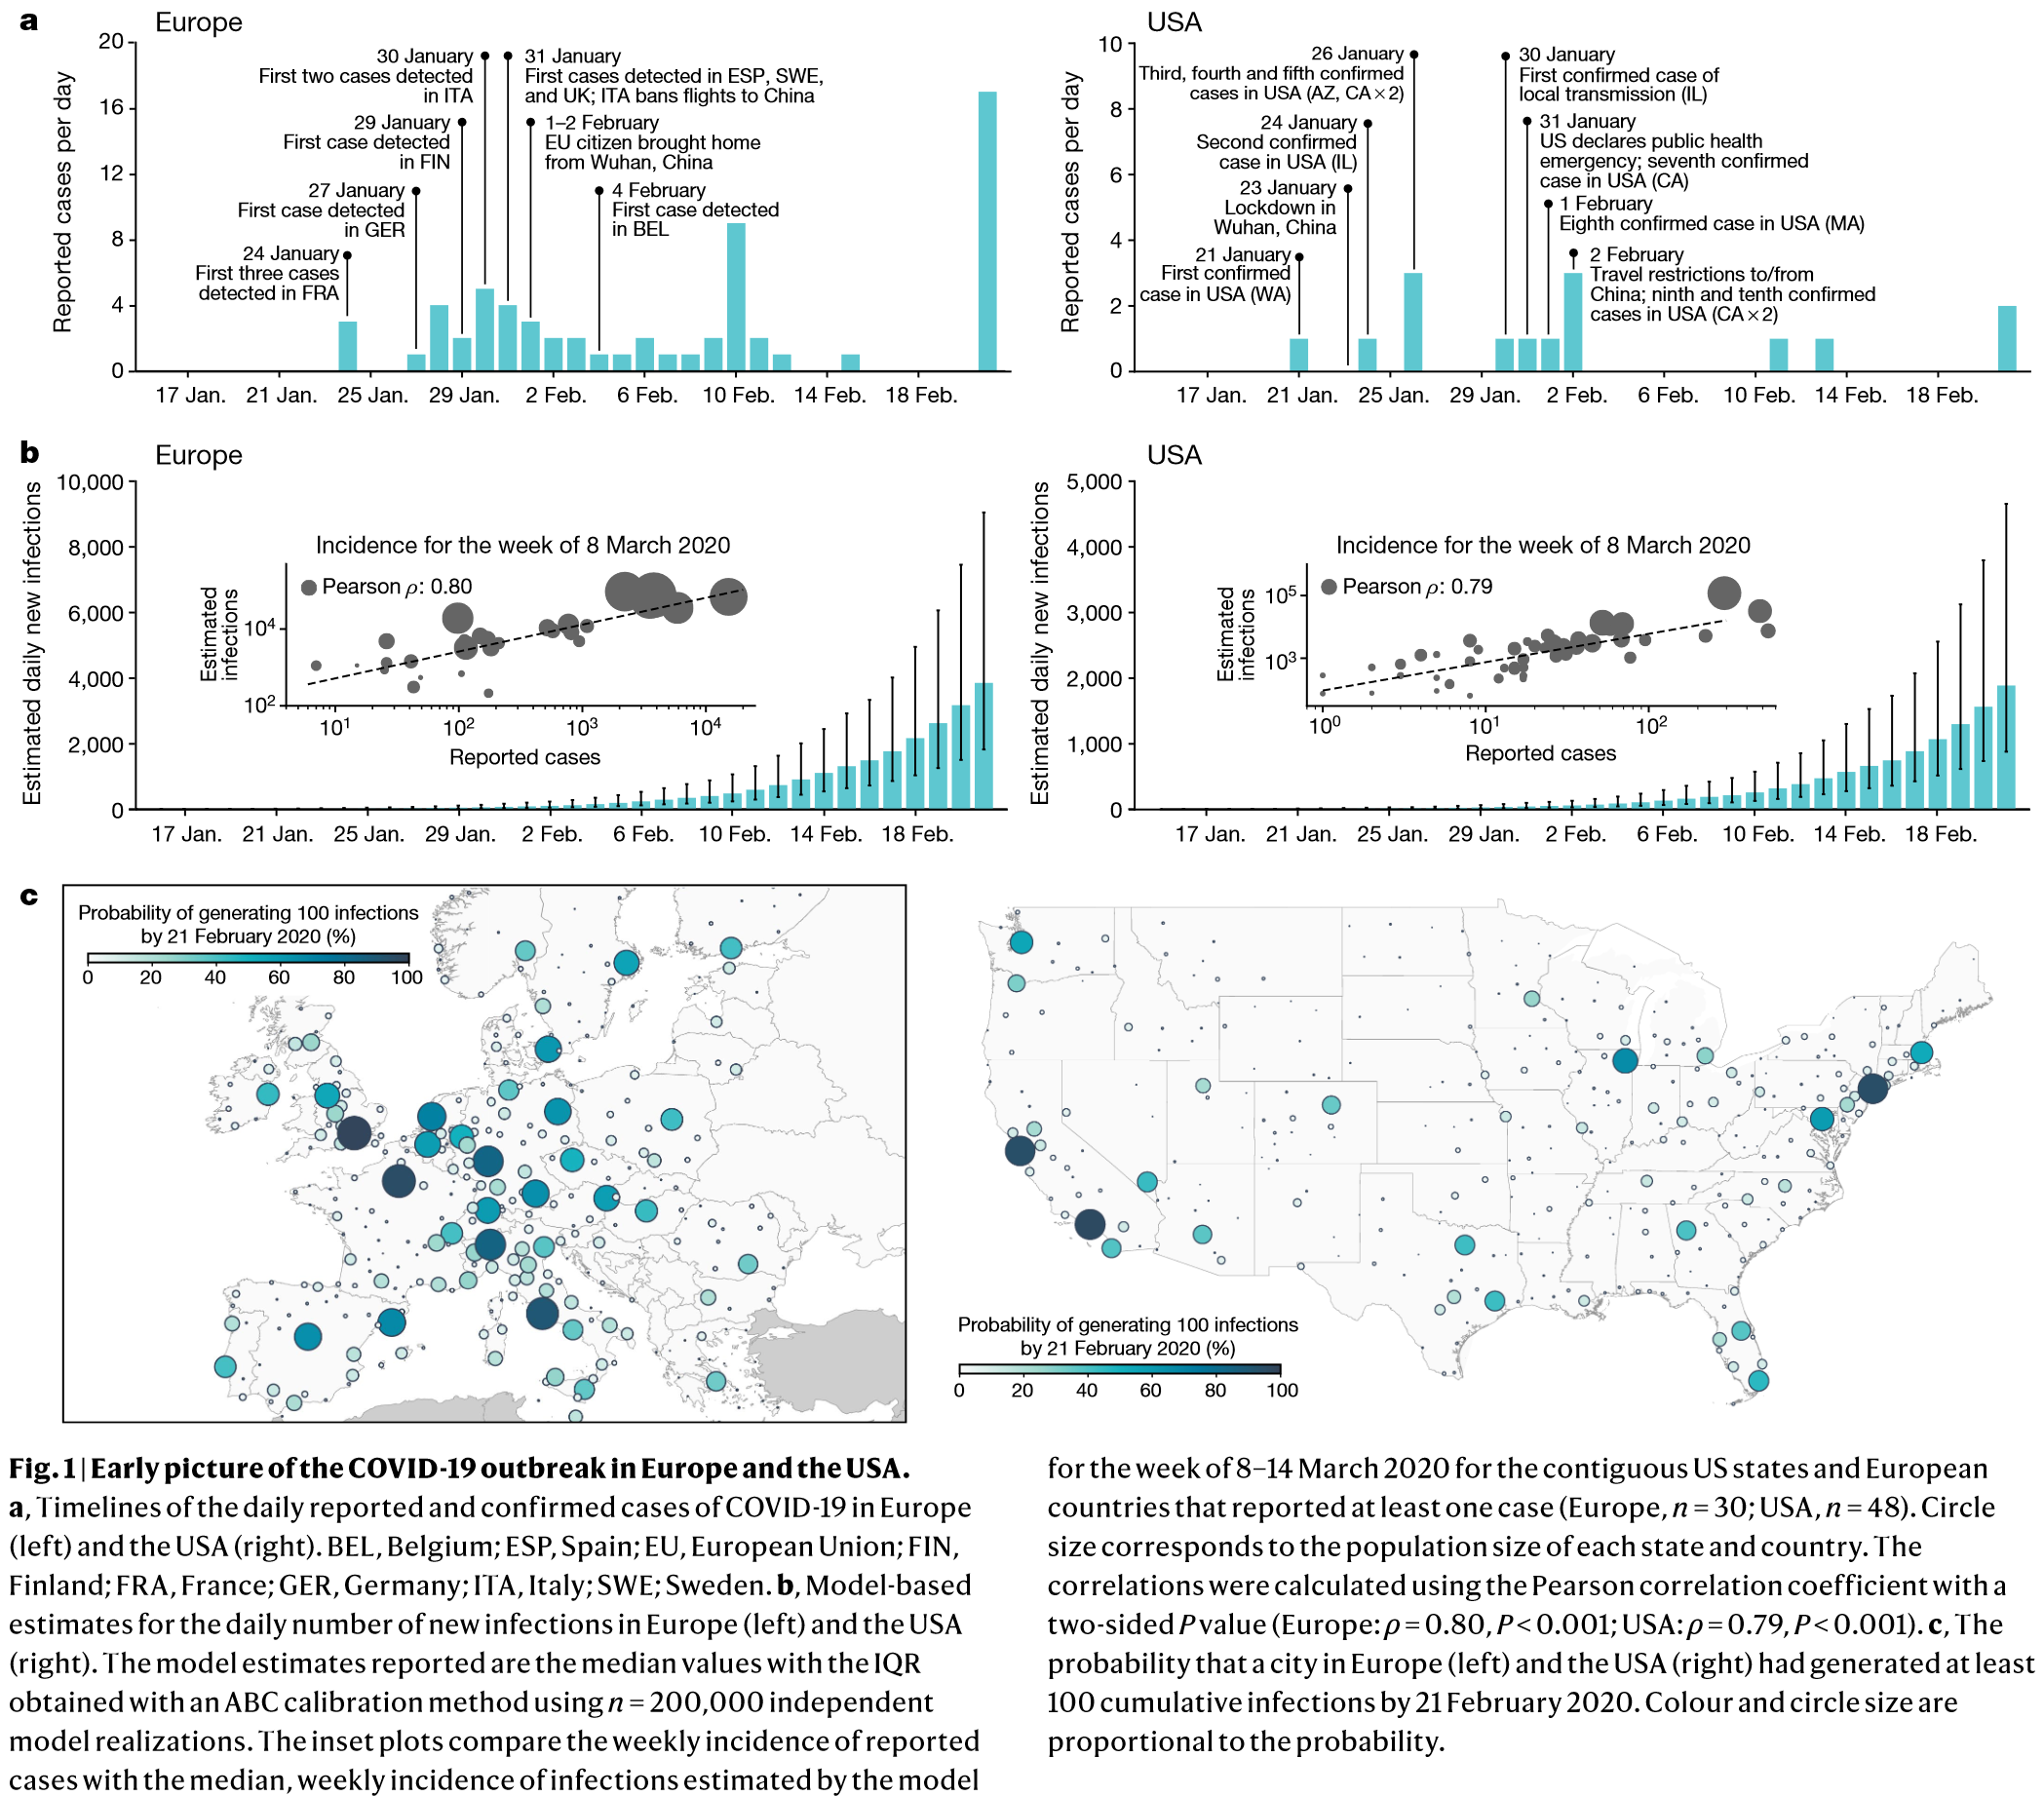 a
Europe
Reported cases per day
20
16
12
8
4
0
30 January
First two cases detected
in ITA
31 January
First cases detected in ESP, SWE,
and UK; ITA bans flights to China
29 January
First case detected
in FIN
1–2 February
EU citizen brought home
from Wuhan, China
27 January
First case detected
in GER
4 February
First case detected
in BEL
24 January
First three cases
detected in FRA
17 Jan. 21 Jan. 25 Jan. 29 Jan. 2 Feb. 6 Feb. 10 Feb. 14 Feb. 18 Feb.
USA
Reported cases per day
10
8
6
4
2
0
26 January
Third, fourth and fifth confirmed
cases in USA (AZ, CA × 2)
30 January
First confirmed case of
local transmission (IL)
24 January
Second confirmed
case in USA (IL)
31 January
US declares public health
emergency; seventh confirmed
case in USA (CA)
23 January
Lockdown in
Wuhan, China
1 February
Eighth confirmed case in USA (MA)
21 January
First confirmed
case in USA (WA)
2 February
Travel restrictions to/from
China; ninth and tenth confirmed
cases in USA (CA × 2)
17 Jan. 21 Jan. 25 Jan. 29 Jan. 2 Feb. 6 Feb. 10 Feb. 14 Feb. 18 Feb.
b
Europe
Estimated daily new infections
10,000
8,000
6,000
4,000
2,000
0
Incidence for the week of 8 March 2020
Pearson ρ: 0.80
Estimated
infections
10⁴
10²
10¹ 10² 10³ 10⁴
Reported cases
17 Jan. 21 Jan. 25 Jan. 29 Jan. 2 Feb. 6 Feb. 10 Feb. 14 Feb. 18 Feb.
USA
Estimated daily new infections
5,000
4,000
3,000
2,000
1,000
0
Incidence for the week of 8 March 2020
Pearson ρ: 0.79
Estimated
infections
10⁵
10³
10⁰ 10¹ 10²
Reported cases
17 Jan. 21 Jan. 25 Jan. 29 Jan. 2 Feb. 6 Feb. 10 Feb. 14 Feb. 18 Feb.
c
Probability of generating 100 infections
by 21 February 2020 (%)
0 20 40 60 80 100
Probability of generating 100 infections
by 21 February 2020 (%)
0 20 40 60 80 100
Fig. 1 | Early picture of the COVID-19 outbreak in Europe and the USA.
a, Timelines of the daily reported and confirmed cases of COVID-19 in Europe
(left) and the USA (right). BEL, Belgium; ESP, Spain; EU, European Union; FIN,
Finland; FRA, France; GER, Germany; ITA, Italy; SWE; Sweden. b, Model-based
estimates for the daily number of new infections in Europe (left) and the USA
(right). The model estimates reported are the median values with the IQR
obtained with an ABC calibration method using n = 200,000 independent
model realizations. The inset plots compare the weekly incidence of reported
cases with the median, weekly incidence of infections estimated by the model
for the week of 8–14 March 2020 for the contiguous US states and European
countries that reported at least one case (Europe, n = 30; USA, n = 48). Circle
size corresponds to the population size of each state and country. The
correlations were calculated using the Pearson correlation coefficient with a
two-sided P value (Europe: ρ = 0.80, P < 0.001; USA: ρ = 0.79, P < 0.001). c, The
probability that a city in Europe (left) and the USA (right) had generated at least
100 cumulative infections by 21 February 2020. Colour and circle size are
proportional to the probability.